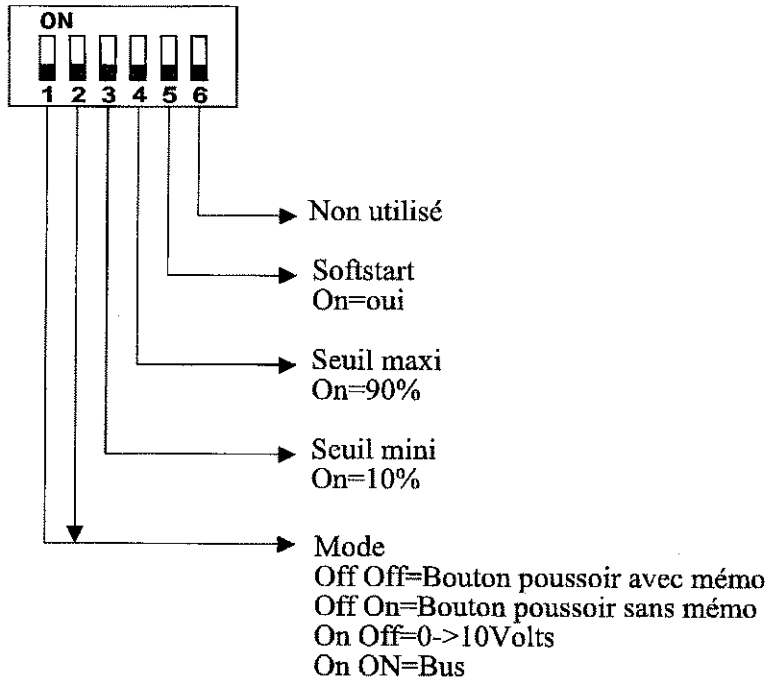 ON
1 2 3 4 5 6
Non utilisé
Softstart
On=oui
Seuil maxi
On=90%
Seuil mini
On=10%
Mode
Off Off=Bouton poussoir avec mémo
Off On=Bouton poussoir sans mémo
On Off=0->10Volts
On ON=Bus